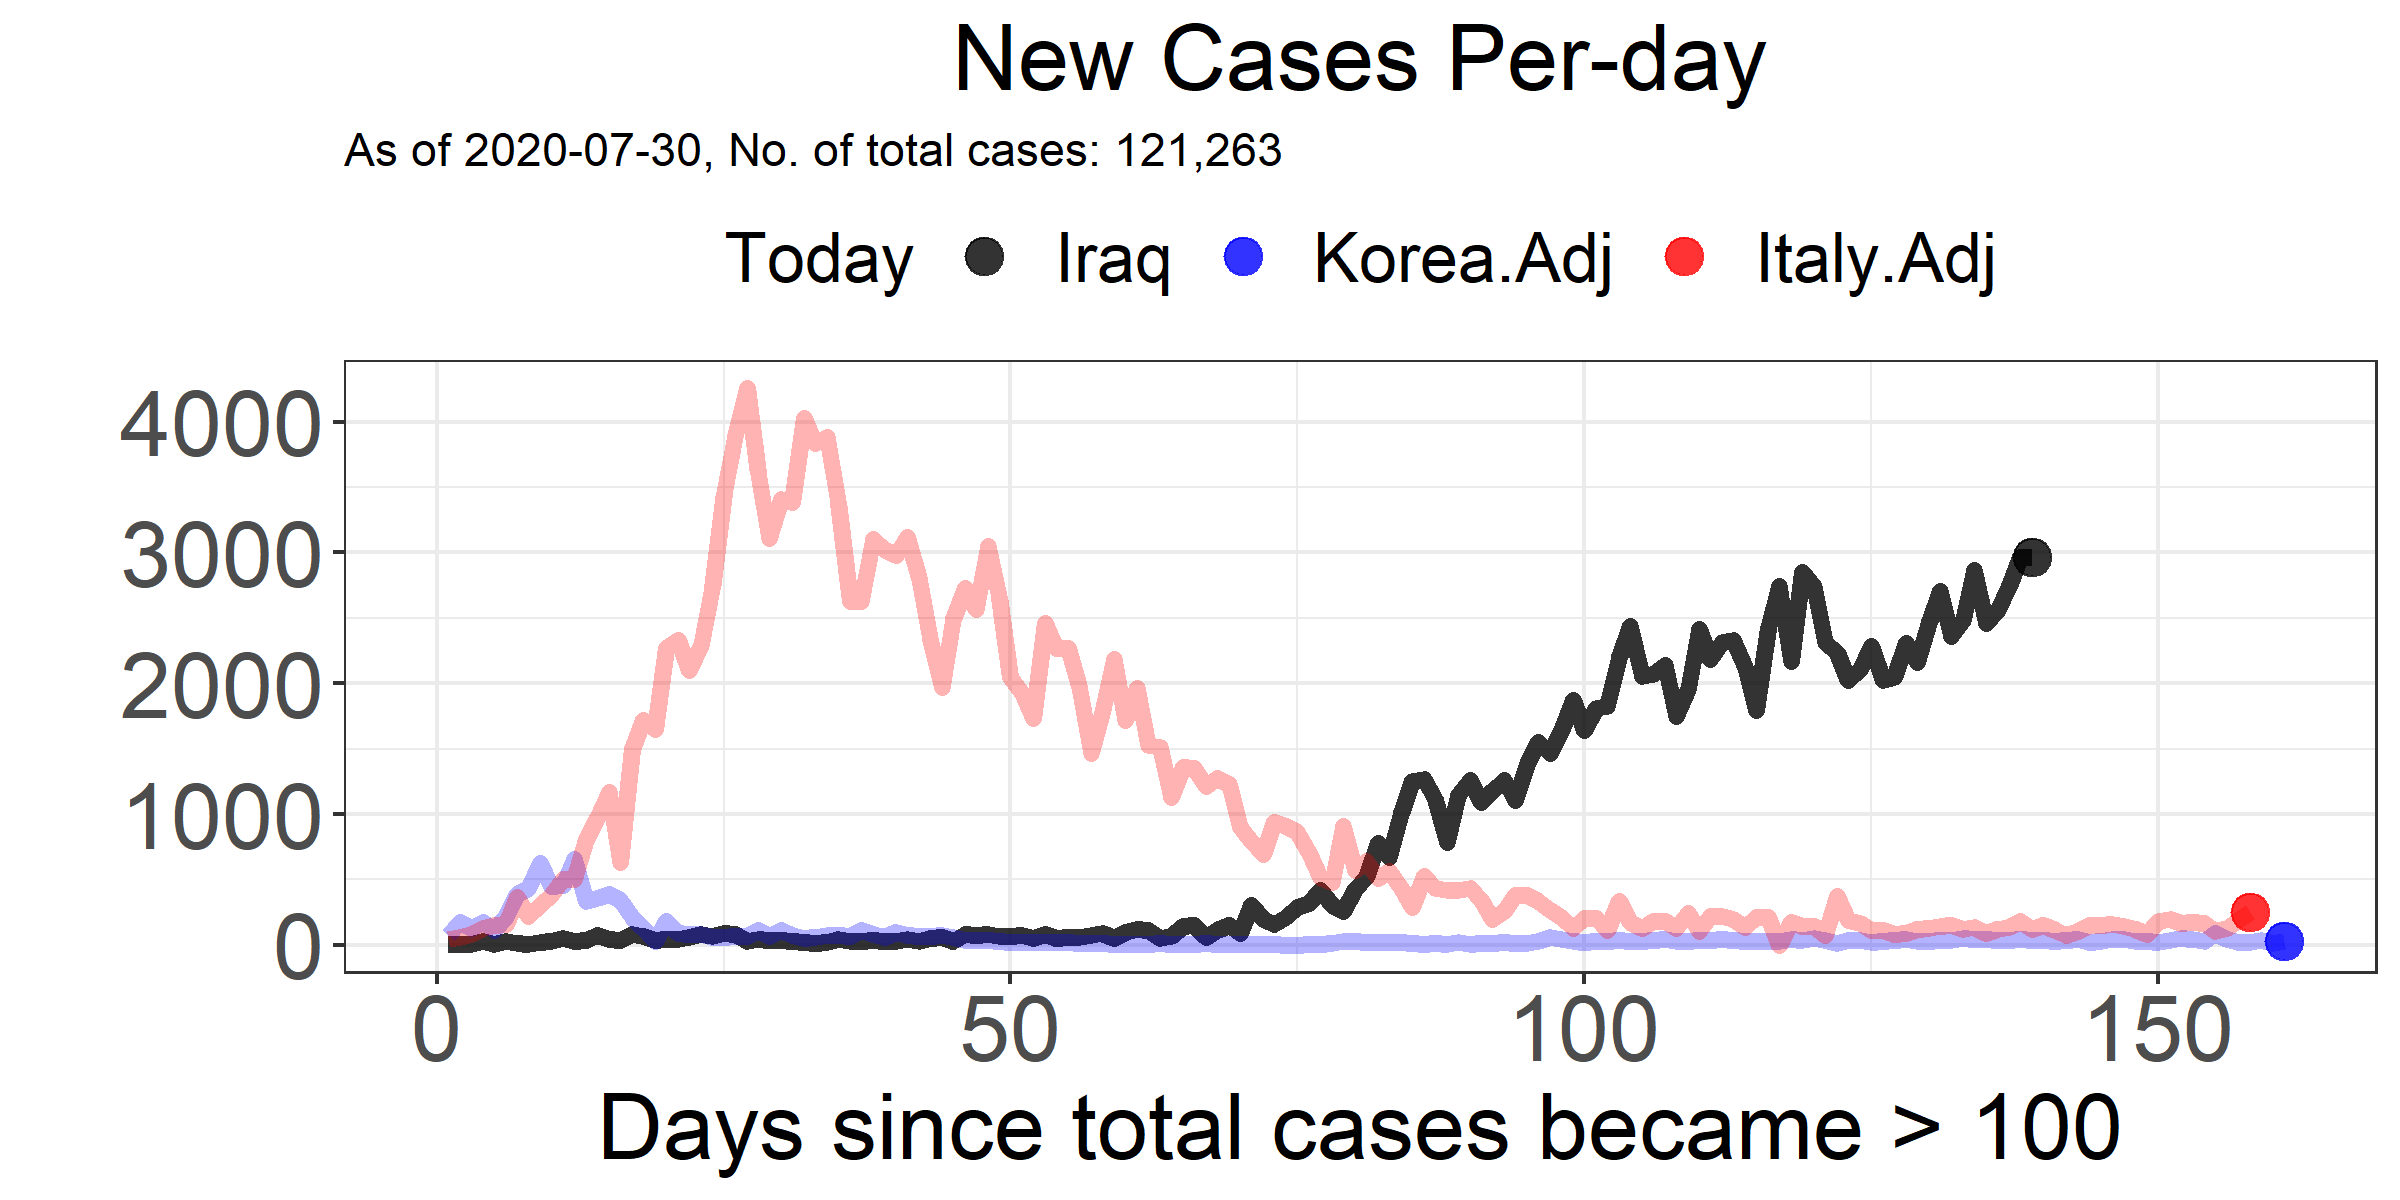 New Cases Per-day
As of 2020-07-30, No. of total cases: 121,263
Today Iraq Korea.Adj Italy.Adj
4000
3000
2000
1000
0
0 50 100 150
Days since total cases became > 100